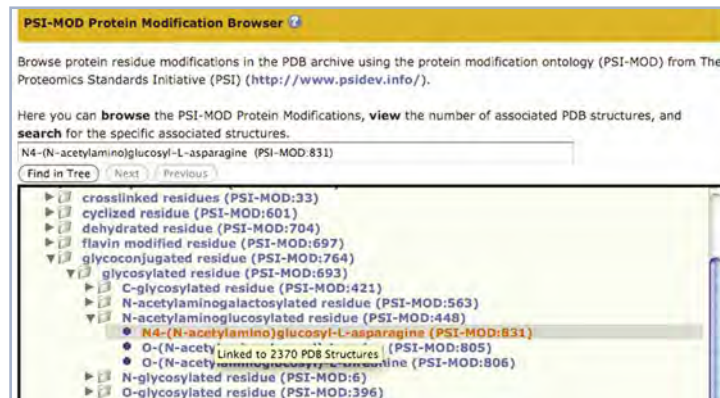 PSI-MOD Protein Modification Browser
Browse protein residue modifications in the PDB archive using the protein modification ontology (PSI-MOD) from The
Proteomics Standards Initiative (PSI) (http://www.psidev.info/).
Here you can browse the PSI-MOD Protein Modifications, view the number of associated PDB structures, and
search for the specific associated structures.
N4-(N-acetylamino)glucosyl-L-asparagine (PSI-MOD:831)
Find in Tree Next Previous
crosslinked residues (PSI-MOD:33)
cyclized residue (PSI-MOD:601)
dehydrated residue (PSI-MOD:704)
flavin modified residue (PSI-MOD:697)
glycoconjugated residue (PSI-MOD:764)
glycosylated residue (PSI-MOD:693)
C-glycosylated residue (PSI-MOD:421)
N-acetylaminogalactosylated residue (PSI-MOD:563)
N-acetylaminoglucosylated residue (PSI-MOD:448)
N4-(N-acetylamino)glucosyl-L-asparagine (PSI-MOD:831)
O-(N-acety (PSI-MOD:805)
Linked to 2370 PDB Structures
O-(N-acetylaminoglucosyl)-L-threonine (PSI-MOD:806)
N-glycosylated residue (PSI-MOD:6)
O-glycosylated residue (PSI-MOD:396)